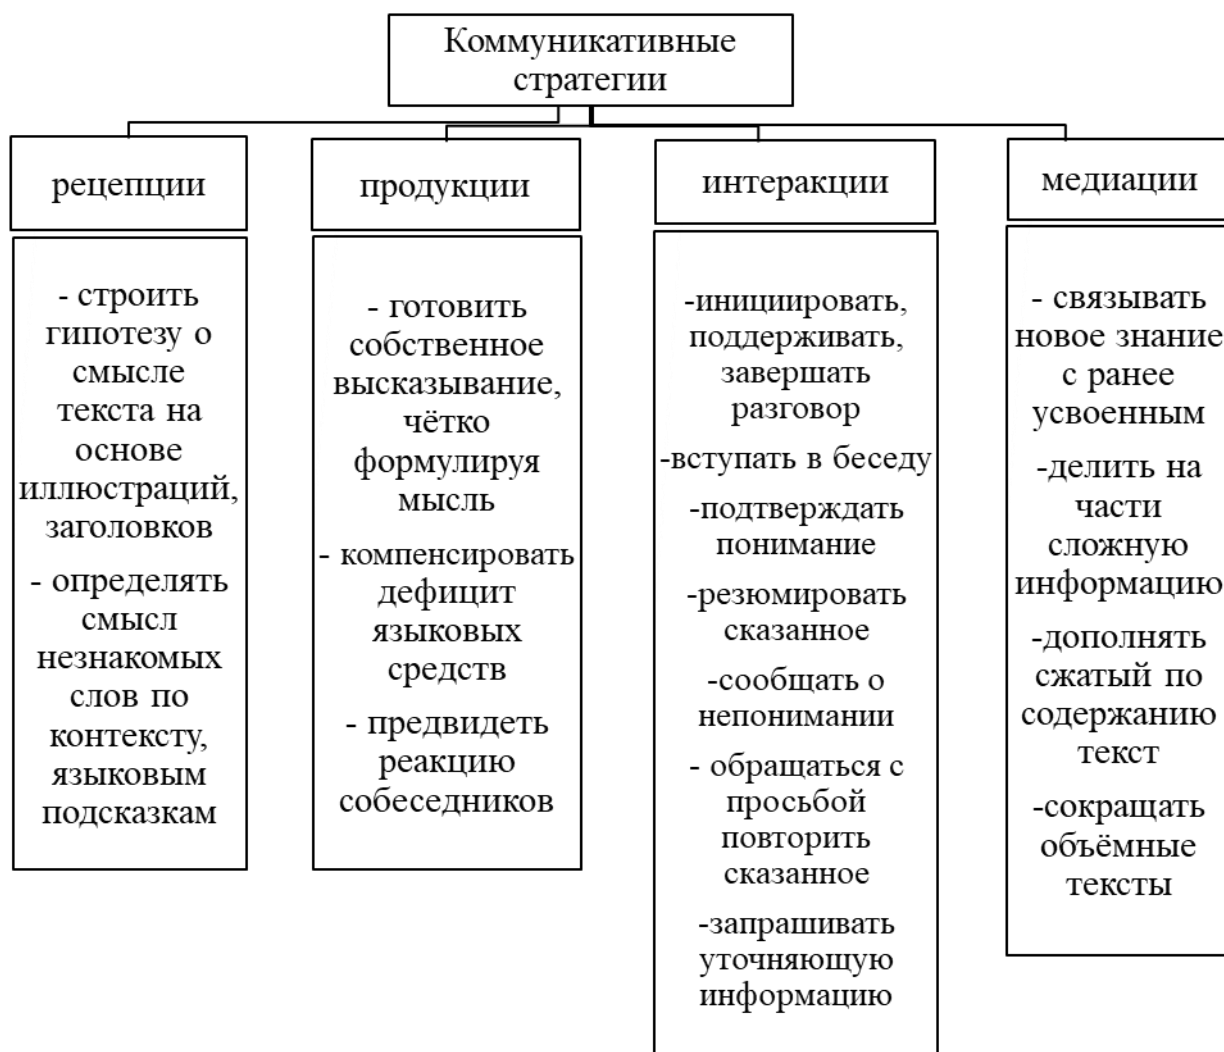 Коммуникативные
стратегии
рецепции
- строить
гипотезу о
смысле
текста на
основе
иллюстраций,
заголовков
- определять
смысл
незнакомых
слов по
контексту,
языковым
подсказкам
продукции
- готовить
собственное
высказывание,
чётко
формулируя
мысль
- компенсировать
дефицит
языковых
средств
- предвидеть
реакцию
собеседников
интеракции
-инициировать,
поддерживать,
завершать
разговор
-вступать в беседу
-подтверждать
понимание
-резюмировать
сказанное
-сообщать о
непонимании
- обращаться с
просьбой
повторить
сказанное
-запрашивать
уточняющую
информацию
медиации
- связывать
новое знание
с ранее
усвоенным
-делить на
части
сложную
информацию
-дополнять
сжатый по
содержанию
текст
-сокращать
объёмные
тексты